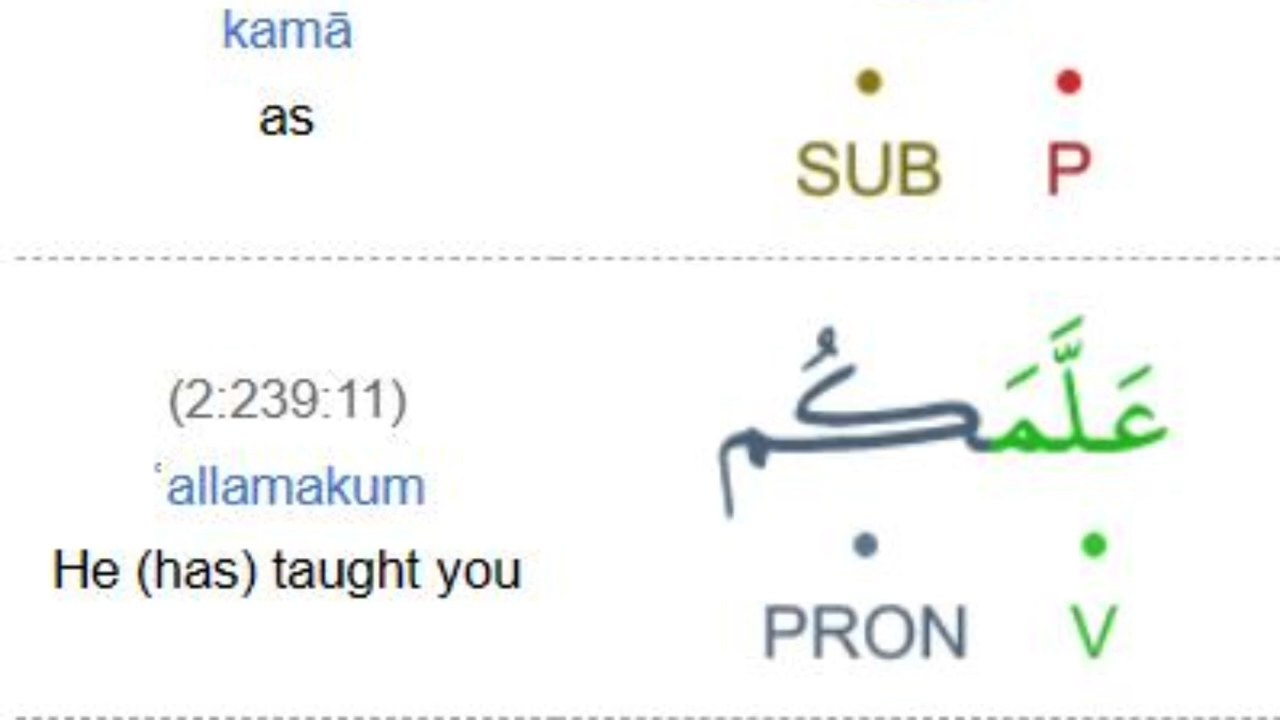 kamā
as
SUB P
(2:239:11)
ʿallamakum
He (has) taught you
عَلَّمَكُم
PRON V